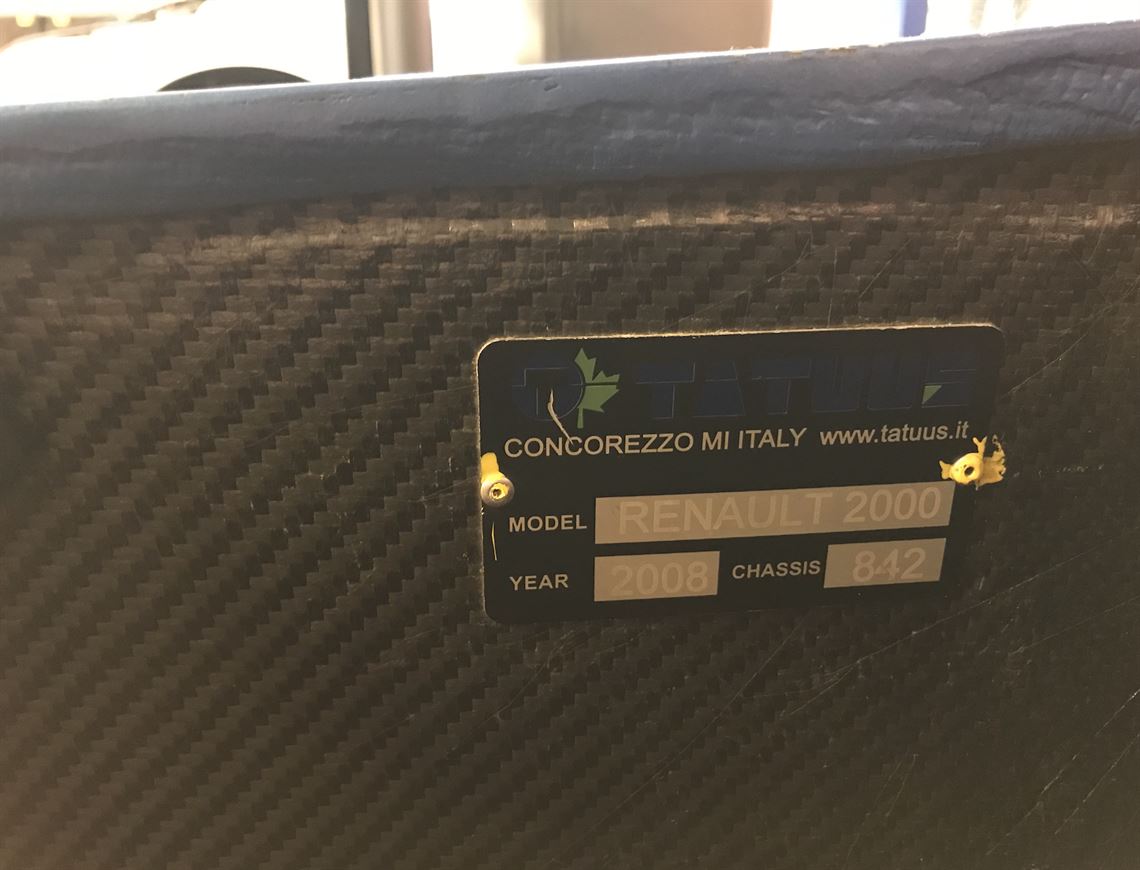 TATUUS
CONCOREZZO MI ITALY www.tatuus.it
MODEL RENAULT 2000
YEAR 2008 CHASSIS 842